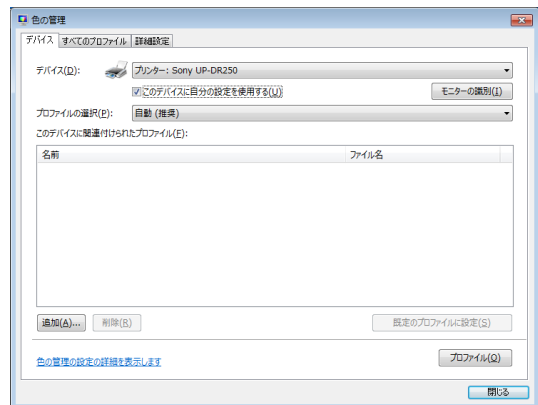 色の管理
デバイス すべてのプロファイル 詳細設定
デバイス(D): プリンター: Sony UP-DR250
このデバイスに自分の設定を使用する(U) モニターの識別(I)
プロファイルの選択(P): 自動 (推奨)
このデバイスに関連付けられたプロファイル(F):
名前 ファイル名
追加(A)... 削除(R) 既定のプロファイルに設定(S)
色の管理の設定の詳細を表示します プロファイル(O)
閉じる